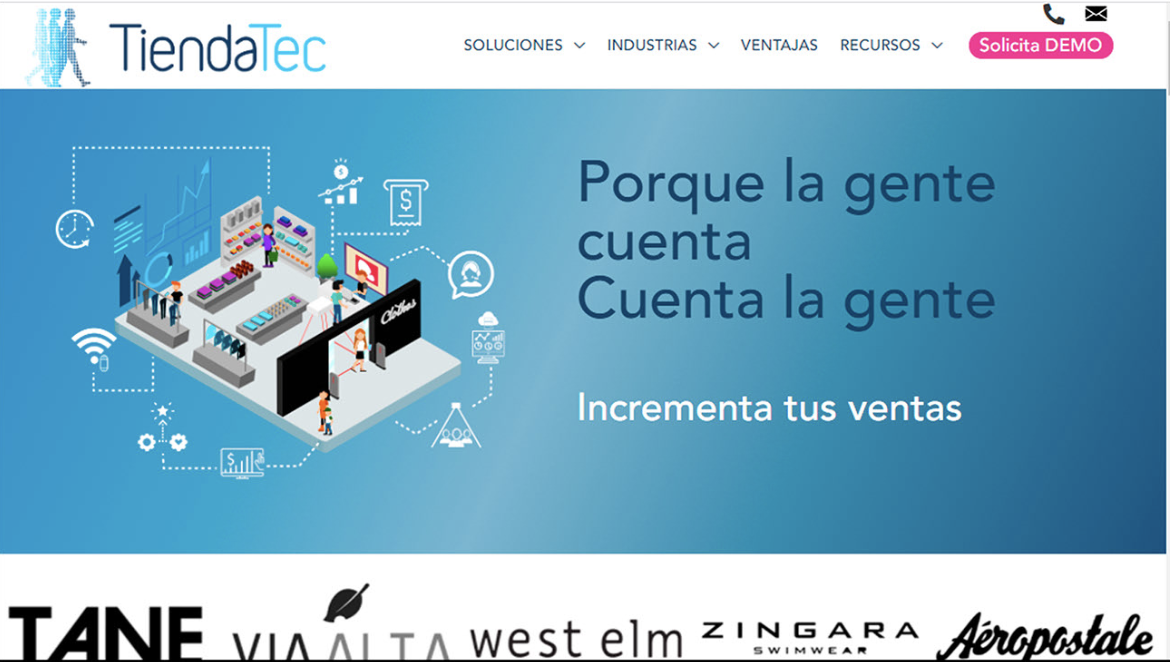 TiendaTec
SOLUCIONES INDUSTRIAS VENTAJAS RECURSOS Solicita DEMO
Porque la gente
cuenta
Cuenta la gente
Incrementa tus ventas
Clothes
$
$
$
TANE
VIA ALTA
west elm
ZINGARA
SWIMWEAR
Aéropostale